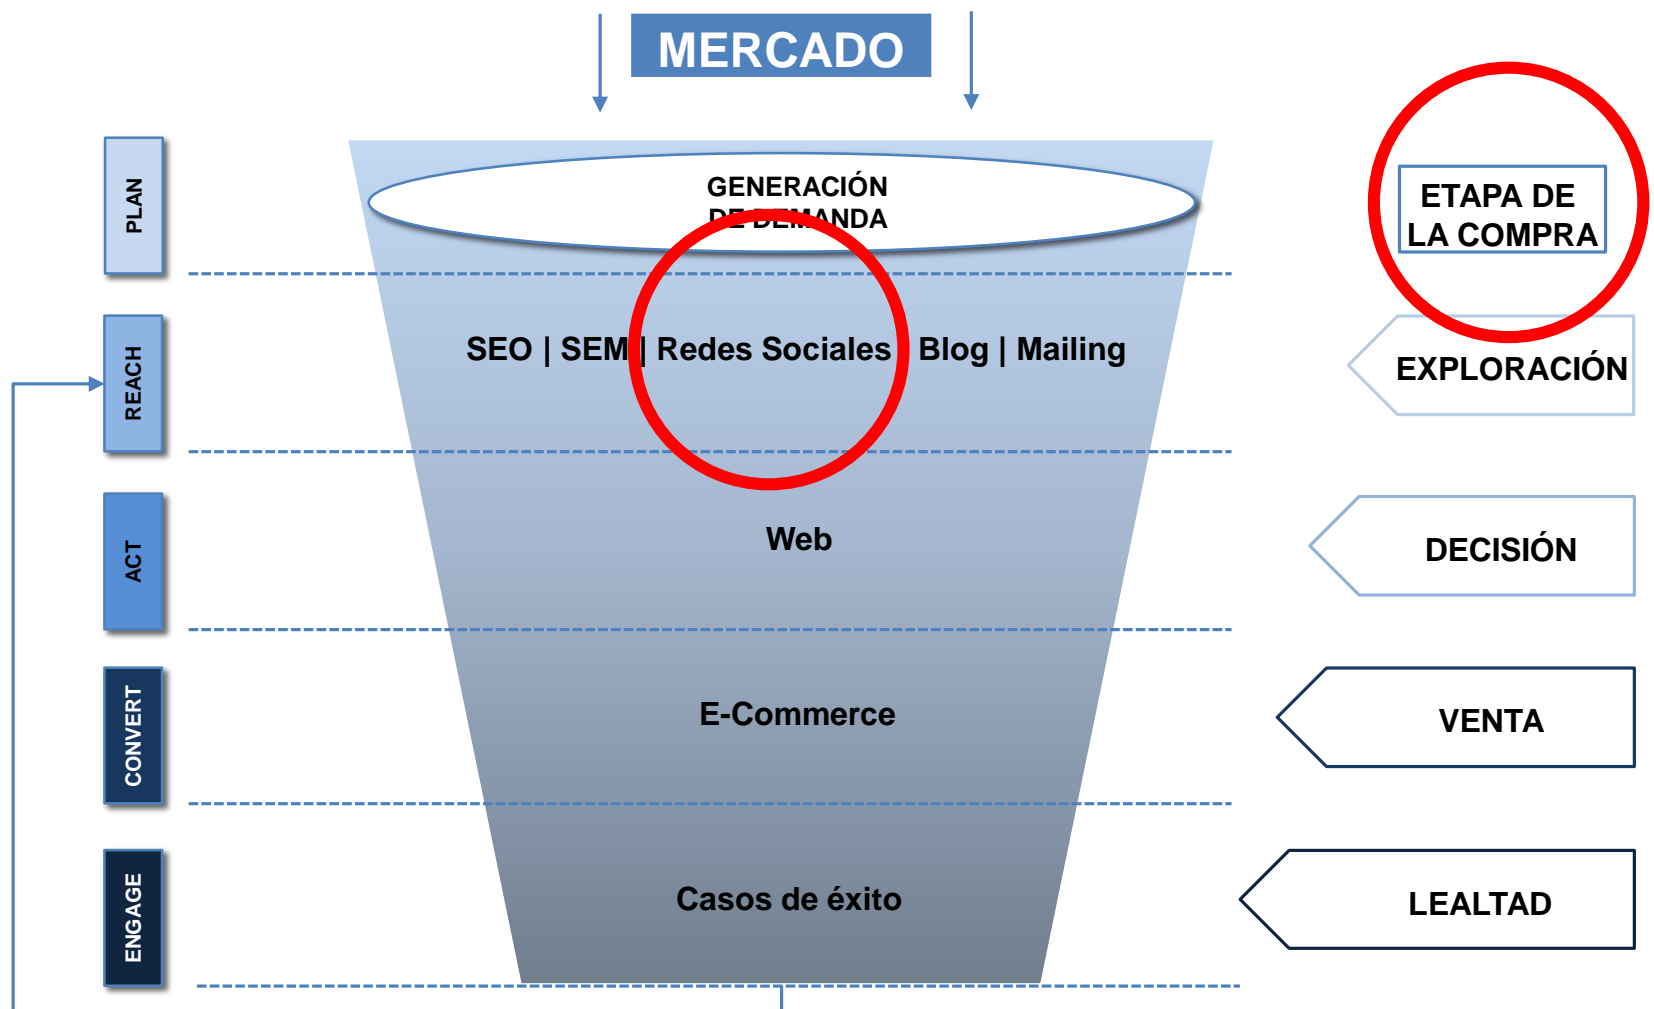 MERCADO
PLAN
GENERACIÓN
DE DEMANDA
ETAPA DE
LA COMPRA
REACH
SEO | SEM | Redes Sociales | Blog | Mailing
EXPLORACIÓN
ACT
Web
DECISIÓN
CONVERT
E-Commerce
VENTA
ENGAGE
Casos de éxito
LEALTAD